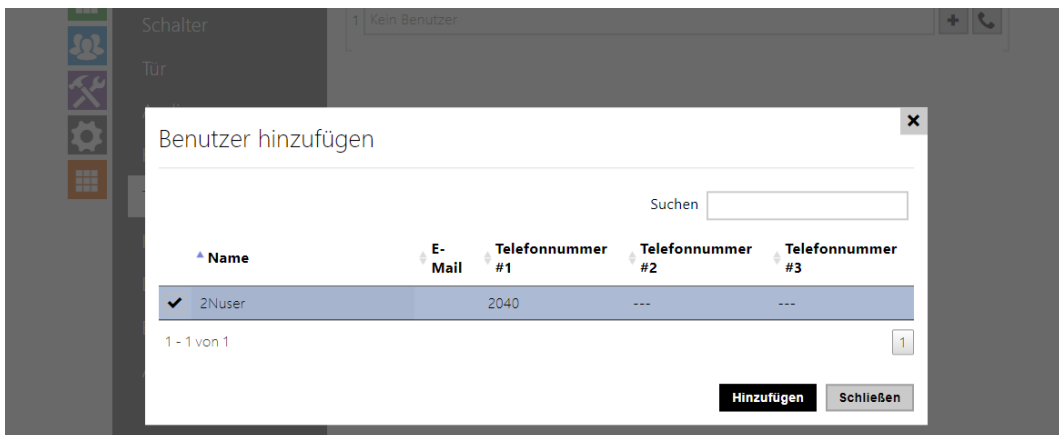 Schalter
1 Kein Benutzer
Tür
Benutzer hinzufügen
Suchen
Name
E-Mail
Telefonnummer #1
Telefonnummer #2
Telefonnummer #3
2Nuser 2040 --- ---
1 - 1 von 1
1
Hinzufügen Schließen